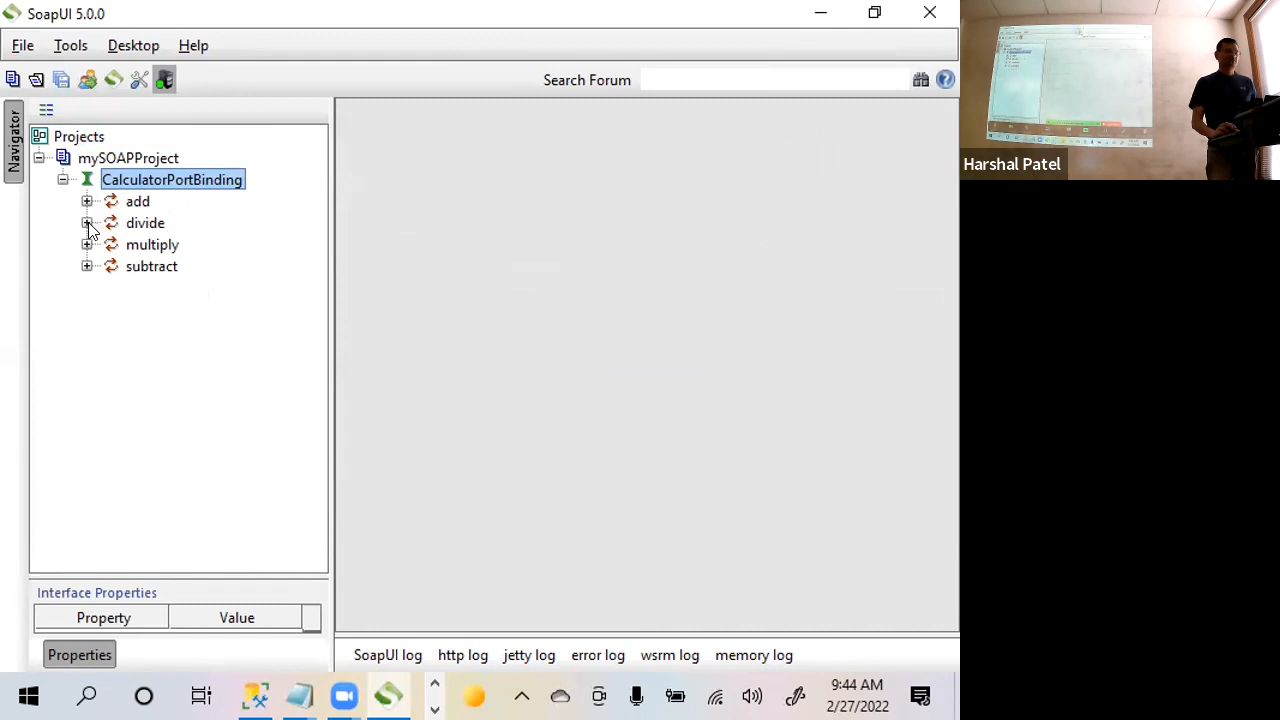 SoapUI 5.0.0
File Tools Desktop Help
Search Forum
Navigator
Projects
mySOAPProject
CalculatorPortBinding
add
divide
multiply
subtract
Interface Properties
Property Value
Properties
SoapUI log http log jetty log error log wsrm log memory log
9:44 AM
2/27/2022
Harshal Patel